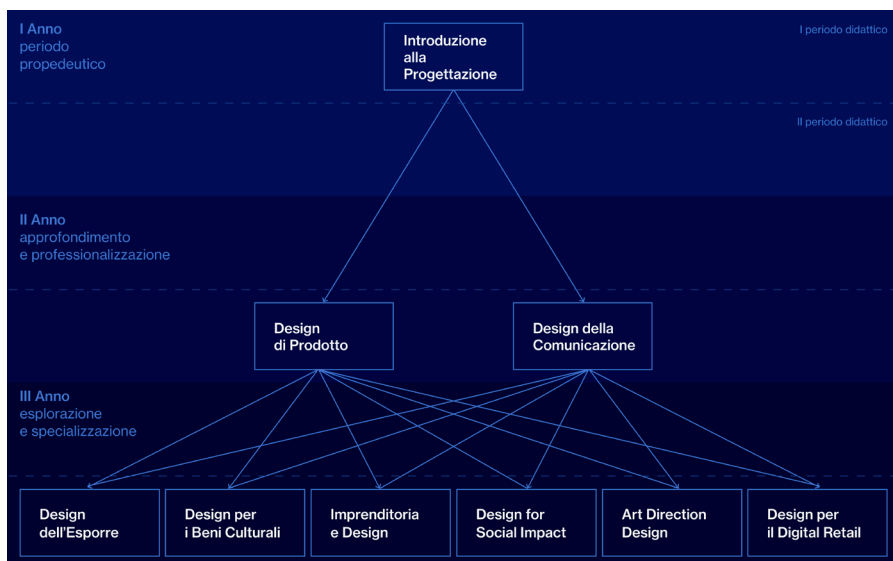 I Anno
periodo
propedeutico
Introduzione
alla
Progettazione
I periodo didattico
II periodo didattico
II Anno
approfondimento
e professionalizzazione
Design
di Prodotto
Design della
Comunicazione
III Anno
esplorazione
e specializzazione
Design
dell'Esporre
Design per
i Beni Culturali
Imprenditoria
e Design
Design for
Social Impact
Art Direction
Design
Design per
il Digital Retail